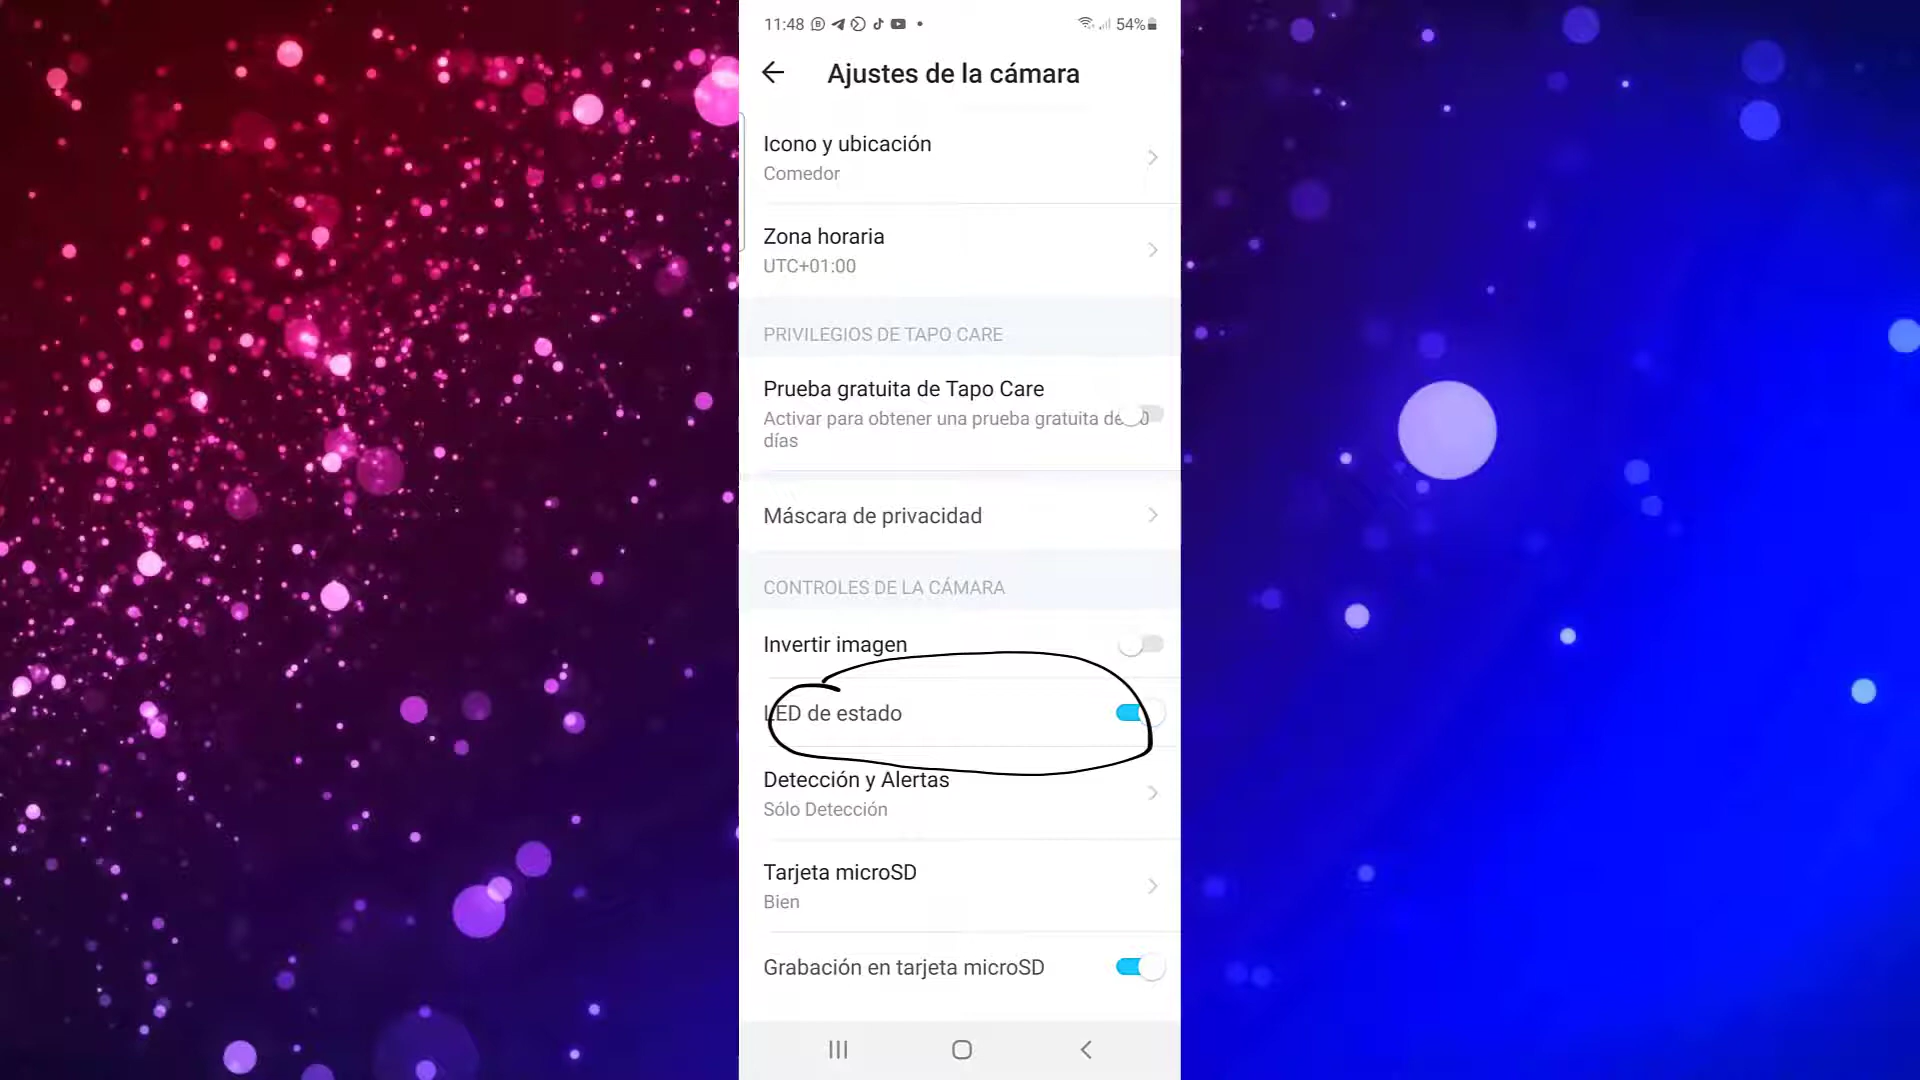 11:48 54%
Ajustes de la cámara
Icono y ubicación
Comedor
Zona horaria
UTC+01:00
PRIVILEGIOS DE TAPO CARE
Prueba gratuita de Tapo Care
Activar para obtener una prueba gratuita de
días
Máscara de privacidad
CONTROLES DE LA CÁMARA
Invertir imagen
LED de estado
Detección y Alertas
Sólo Detección
Tarjeta microSD
Bien
Grabación en tarjeta microSD